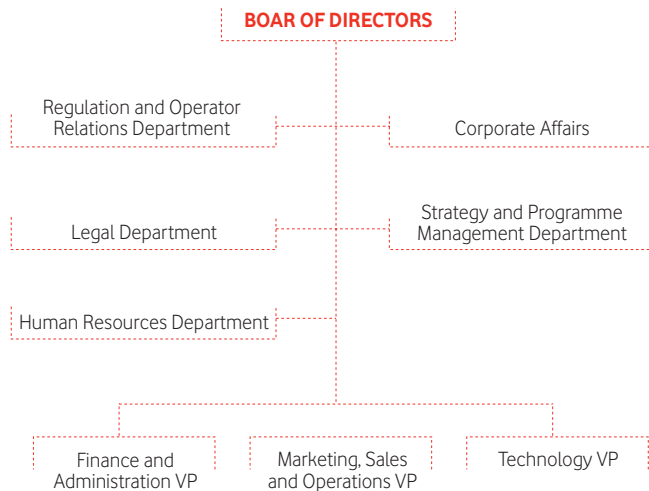 BOAR OF DIRECTORS
Regulation and Operator
Relations Department
Corporate Affairs
Legal Department
Strategy and Programme
Management Department
Human Resources Department
Finance and
Administration VP
Marketing, Sales
and Operations VP
Technology VP